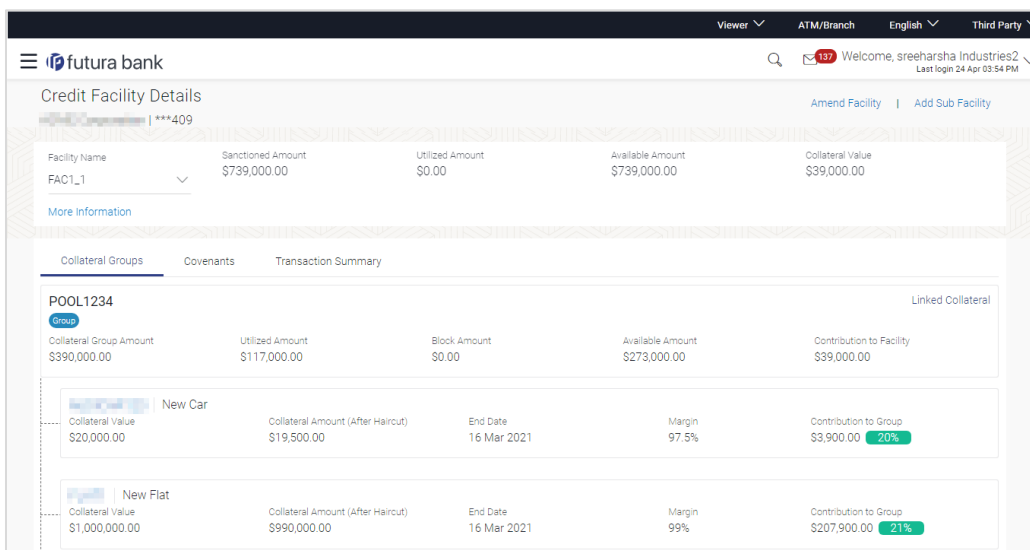 Viewer ATM/Branch English Third Party
futura bank 137 Welcome, sreeharsha Industries2
Last login 24 Apr 03:54 PM
Credit Facility Details
Amend Facility | Add Sub Facility
| ***409
Facility Name Sanctioned Amount Utilized Amount Available Amount Collateral Value
FAC1_1 $739,000.00 $0.00 $739,000.00 $39,000.00
More Information
Collateral Groups Covenants Transaction Summary
POOL1234 Linked Collateral
Group
Collateral Group Amount Utilized Amount Block Amount Available Amount Contribution to Facility
$390,000.00 $117,000.00 $0.00 $273,000.00 $39,000.00
New Car
Collateral Value Collateral Amount (After Haircut) End Date Margin Contribution to Group
$20,000.00 $19,500.00 16 Mar 2021 97.5% $3,900.00 20%
New Flat
Collateral Value Collateral Amount (After Haircut) End Date Margin Contribution to Group
$1,000,000.00 $990,000.00 16 Mar 2021 99% $207,900.00 21%